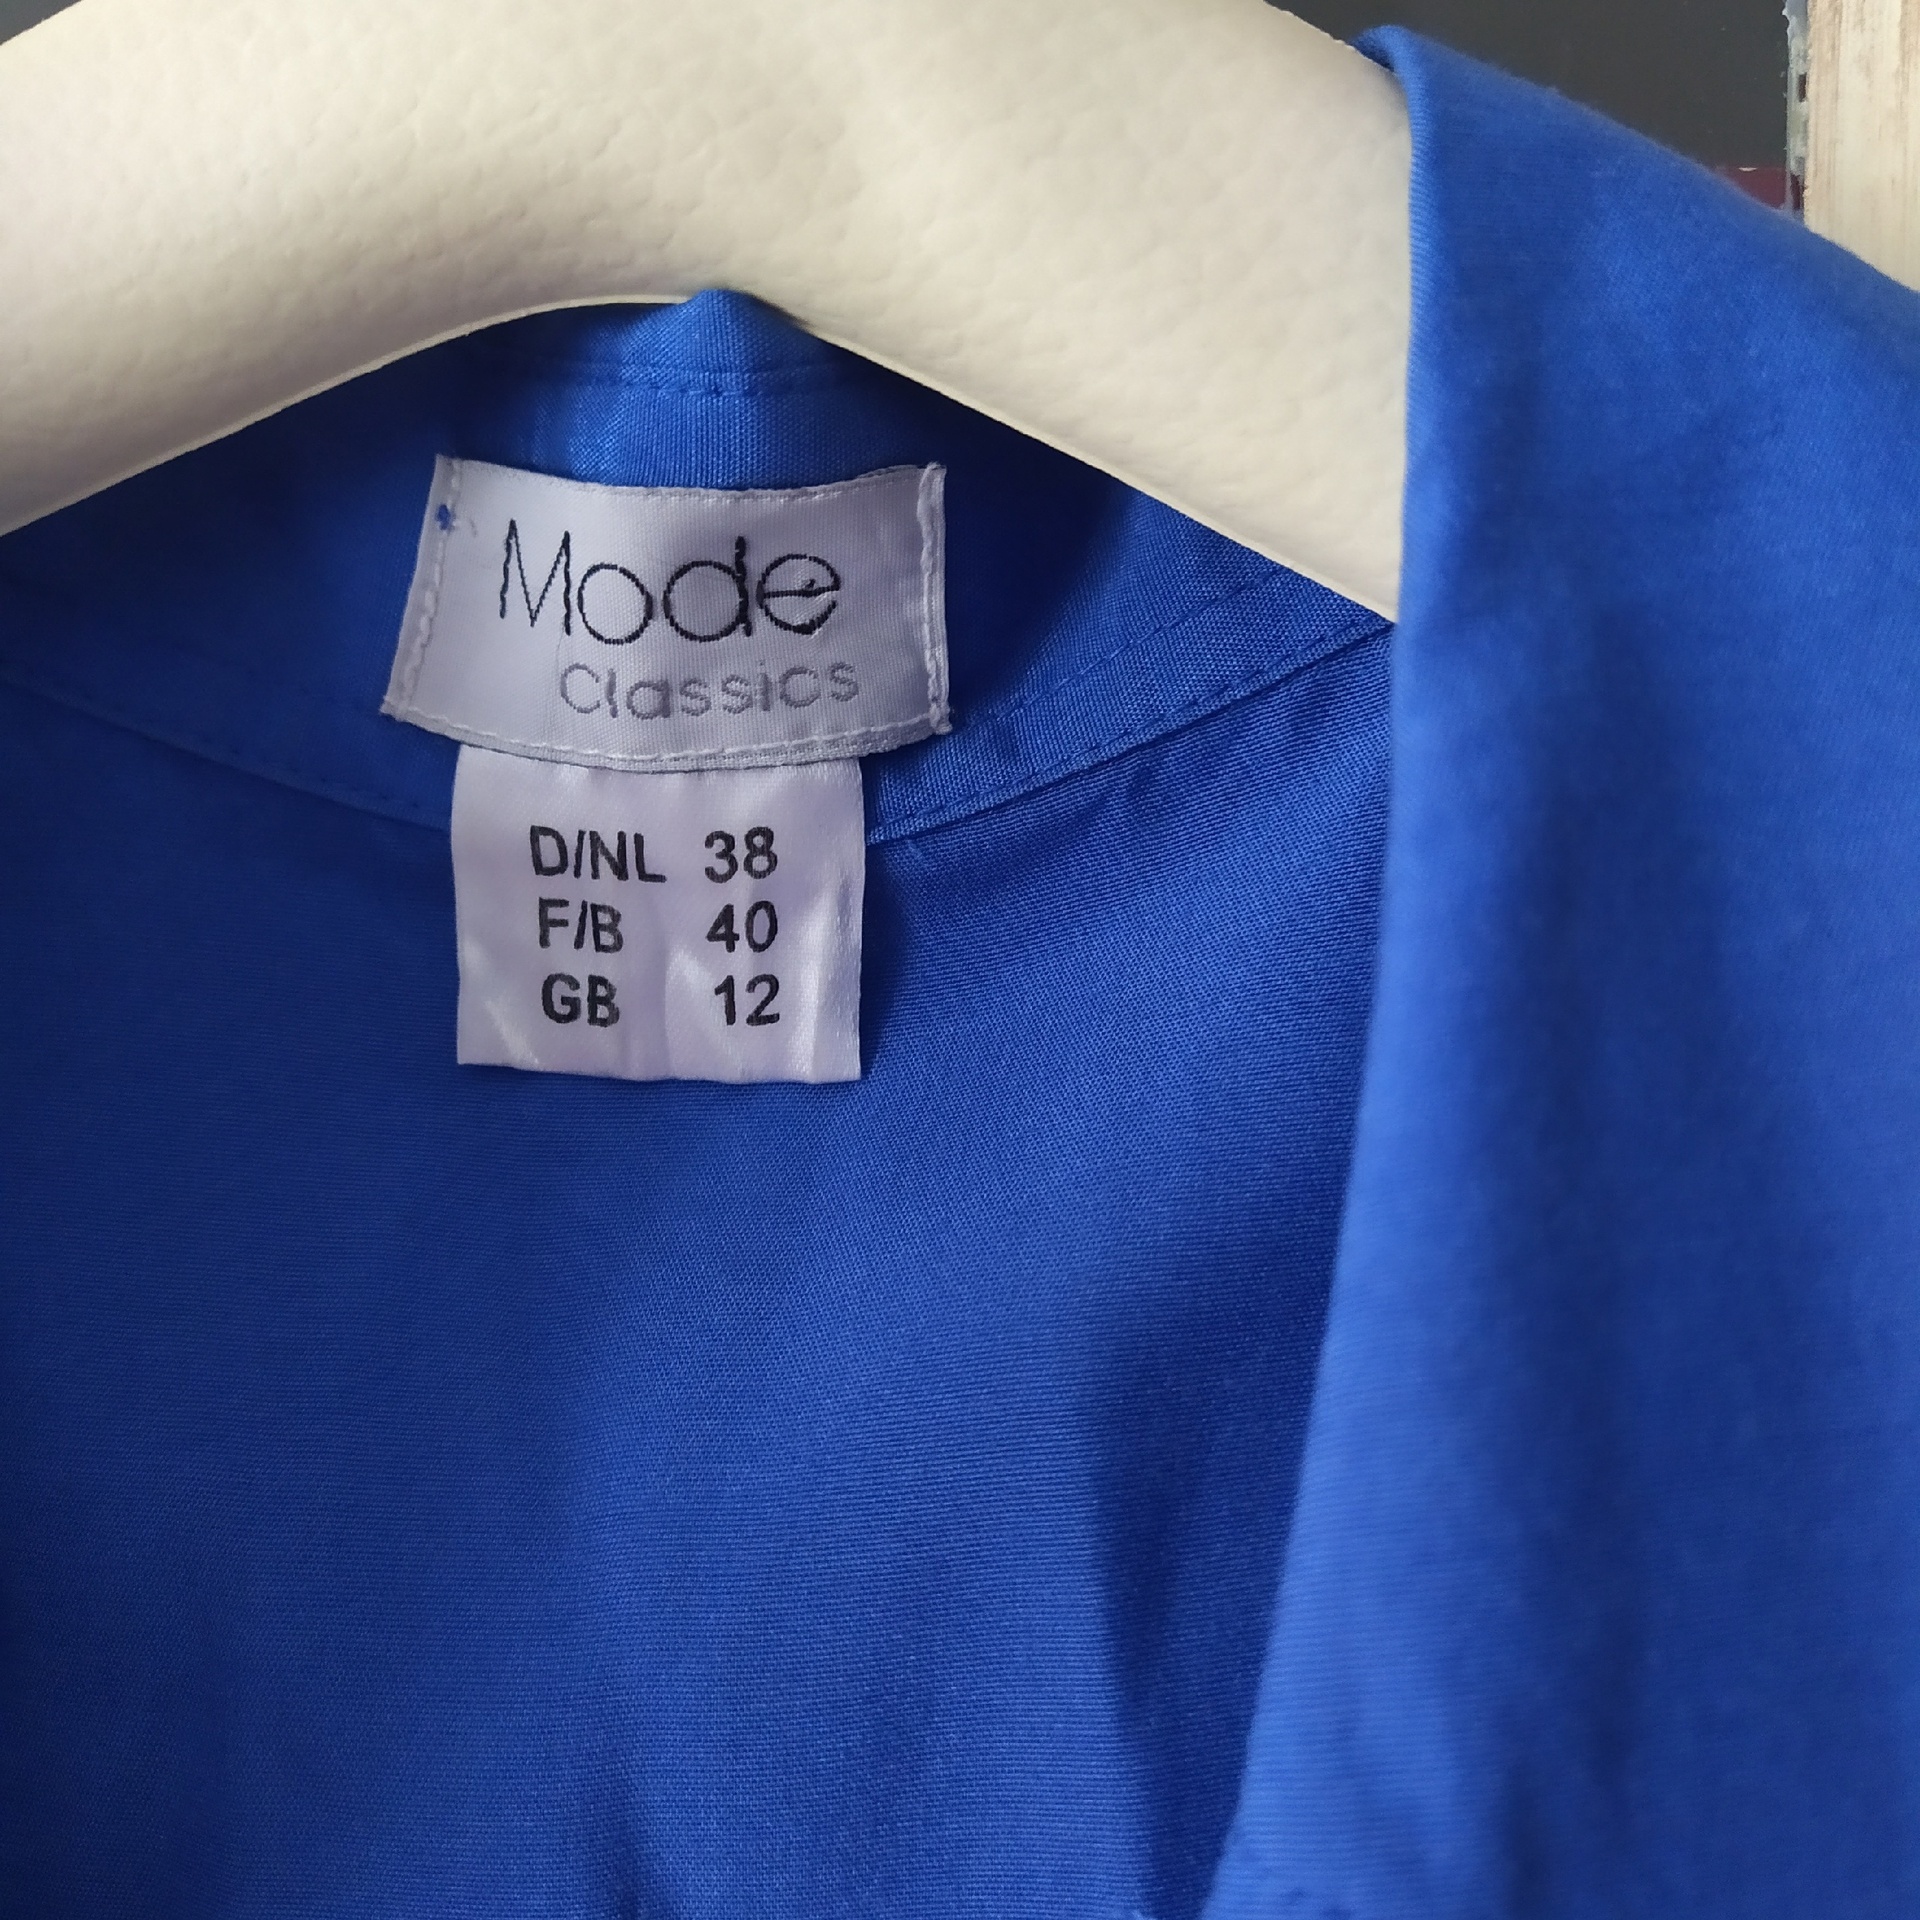 Mode
Classics
D/NL 38
F/B 40
GB 12